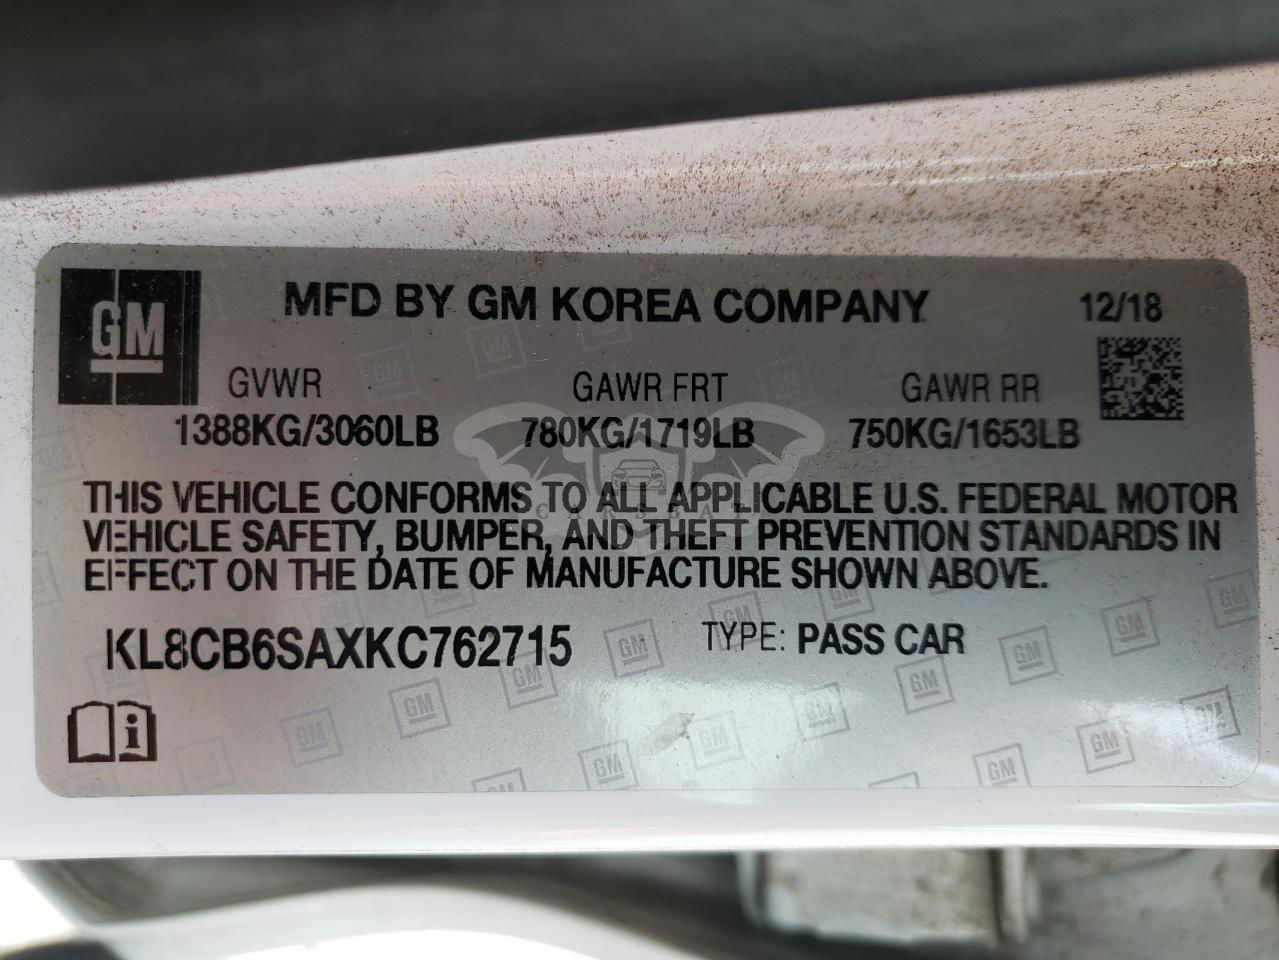 GM
MFD BY GM KOREA COMPANY 12/18
GVWR GAWR FRT GAWR RR
1388KG/3060LB 780KG/1719LB 750KG/1653LB
THIS VEHICLE CONFORMS TO ALL APPLICABLE U.S. FEDERAL MOTOR
VEHICLE SAFETY, BUMPER, AND THEFT PREVENTION STANDARDS IN
EFFECT ON THE DATE OF MANUFACTURE SHOWN ABOVE.
KL8CB6SAXKC762715 TYPE: PASS CAR